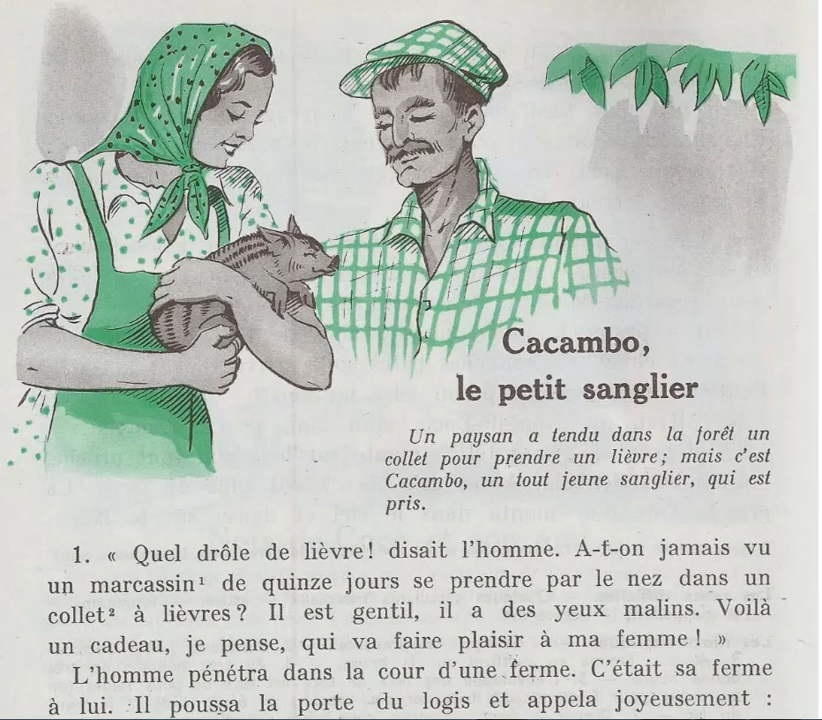 Cacambo,
le petit sanglier
Un paysan a tendu dans la forêt un
collet pour prendre un lièvre ; mais c'est
Cacambo, un tout jeune sanglier, qui est
pris.
1. « Quel drôle de lièvre ! disait l'homme. A-t-on jamais vu
un marcassin¹ de quinze jours se prendre par le nez dans un
collet² à lièvres ? Il est gentil, il a des yeux malins. Voilà
un cadeau, je pense, qui va faire plaisir à ma femme ! »
L'homme pénétra dans la cour d'une ferme. C'était sa ferme
à lui. Il poussa la porte du logis et appela joyeusement :